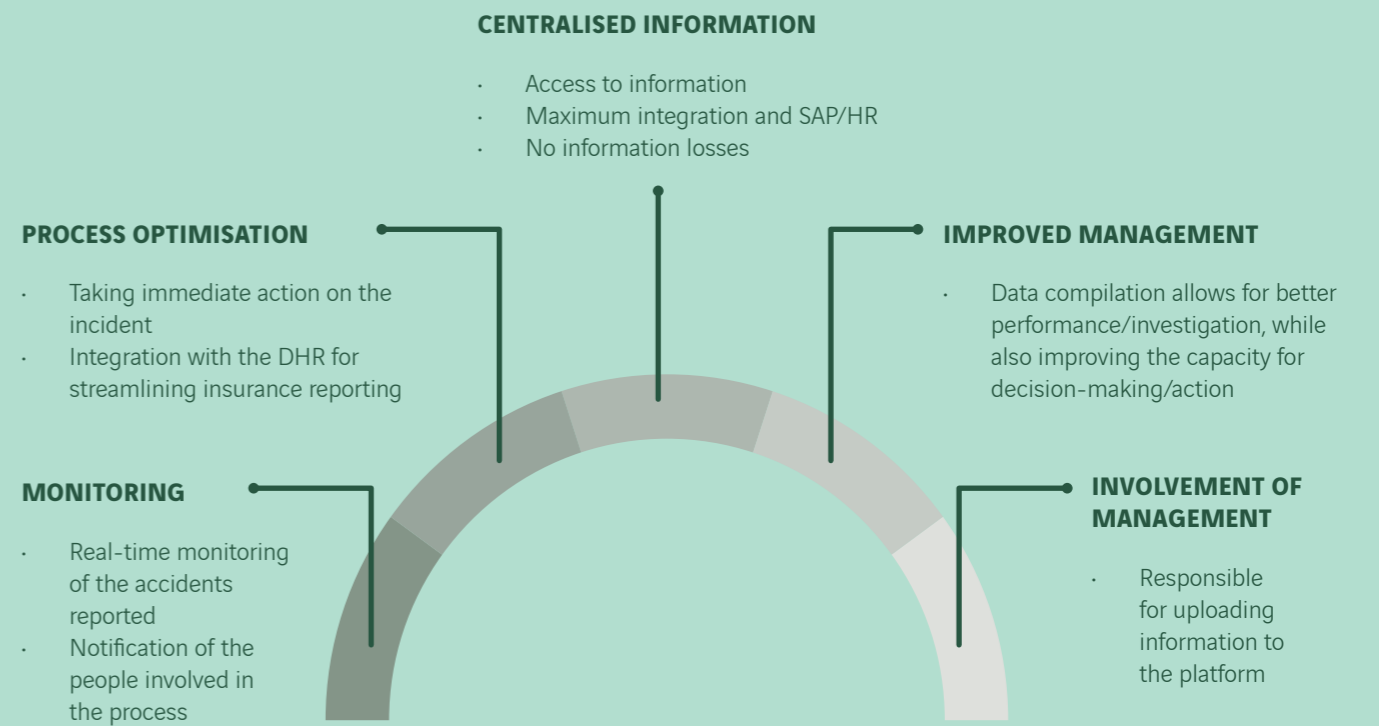 CENTRALISED INFORMATION
· Access to information
· Maximum integration and SAP/HR
· No information losses
PROCESS OPTIMISATION
· Taking immediate action on the
incident
· Integration with the DHR for
streamlining insurance reporting
IMPROVED MANAGEMENT
· Data compilation allows for better
performance/investigation, while
also improving the capacity for
decision-making/action
MONITORING
· Real-time monitoring
of the accidents
reported
· Notification of the
people involved in
the process
INVOLVEMENT OF
MANAGEMENT
· Responsible
for uploading
information to
the platform